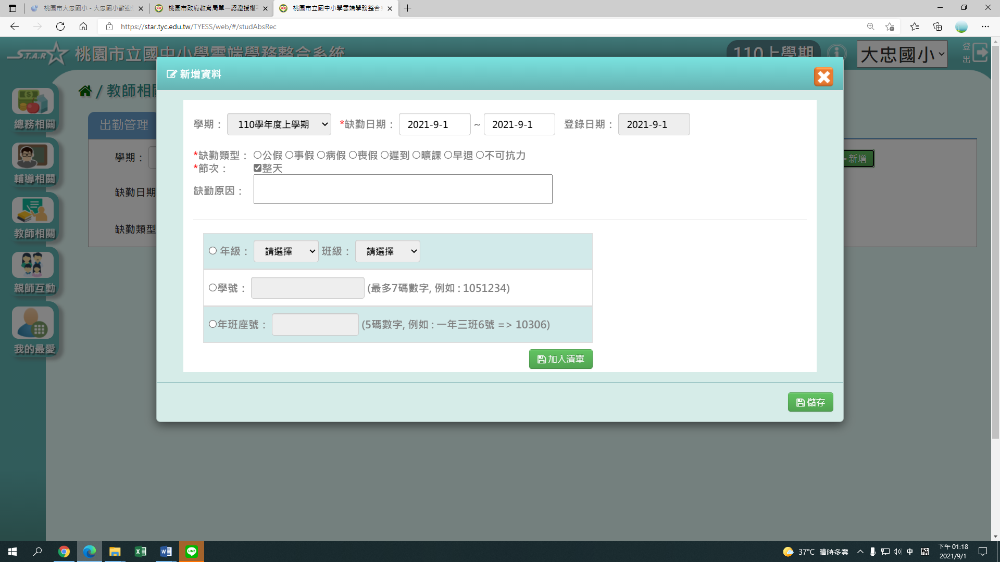 桃園市大忠國小 - 大忠國小歡迎
桃園市政府教育局單一認證授權
桃園市立國中小學雲端學務整合
https://star.tyc.edu.tw/TYESS/web/#/studAbsRec
S.T.A.R 桃園市立國中小學雲端學務整合系統
110上學期
大忠國小
登出
總務相關
輔導相關
教師相關
親師互動
我的最愛
/ 教師相關
出勤管理
學期：
缺勤日期
缺勤類型
新增
新增資料
學期： 110學年度上學期 *缺勤日期： 2021-9-1 ~ 2021-9-1 登錄日期： 2021-9-1
*缺勤類型： 公假 事假 病假 喪假 遲到 曠課 早退 不可抗力
*節次： 整天
缺勤原因：
年級： 請選擇 班級： 請選擇
學號： (最多7碼數字, 例如 : 1051234)
年班座號： (5碼數字, 例如 : 一年三班6號 => 10306)
加入清單
儲存
37°C 晴時多雲
中
酷
下午 01:18
2021/9/1
LINE